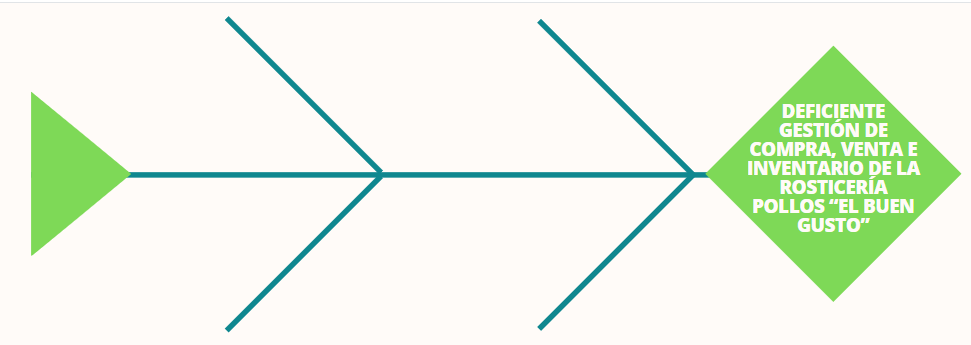 DEFICIENTE
GESTIÓN DE
COMPRA, VENTA E
INVENTARIO DE LA
ROSTICERÍA
POLLOS “EL BUEN
GUSTO”